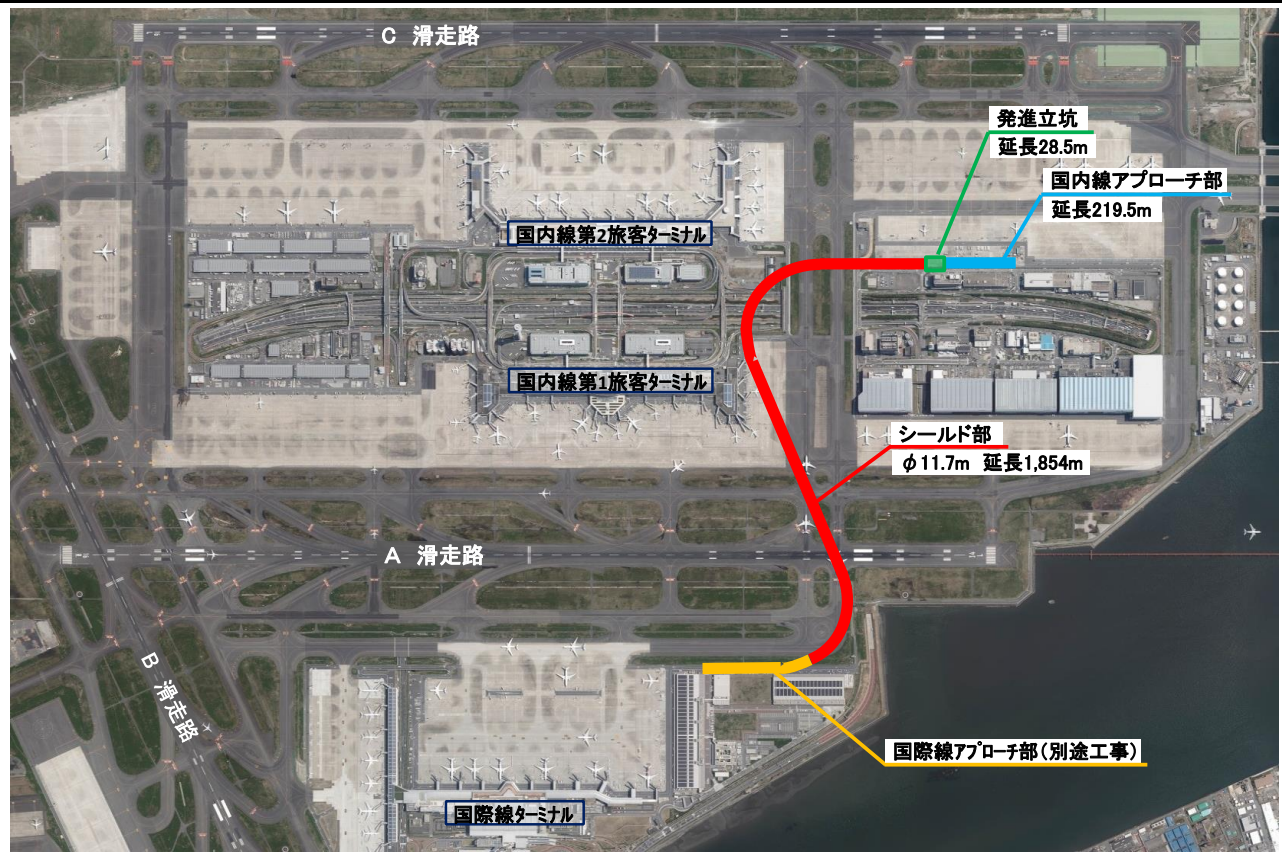 C 滑走路
発進立坑
延長28.5m
国内線アプローチ部
延長219.5m
国内線第2旅客ターミナル
国内線第1旅客ターミナル
シールド部
φ11.7m 延長1,854m
A 滑走路
B 滑走路
国際線アプローチ部(別途工事)
国際線ターミナル